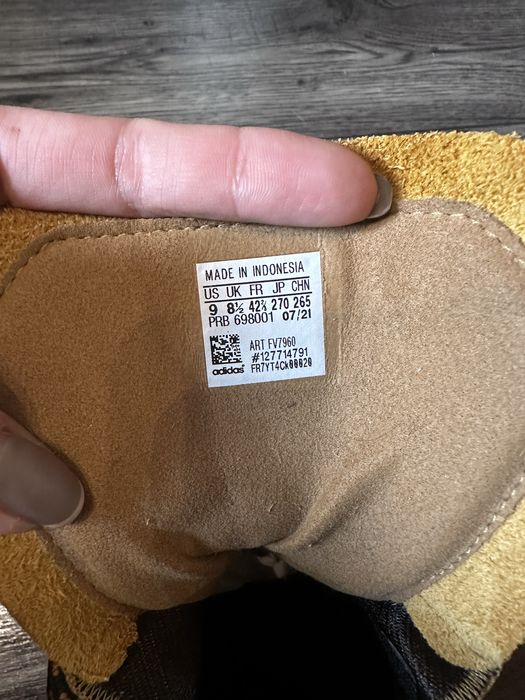 MADE IN INDONESIA
US UK FR JP CHN
9 8½ 42⅔ 270 265
PRB 698001 07/21
ART FV7960
#127714791
FR7YT4CK00020
adidas